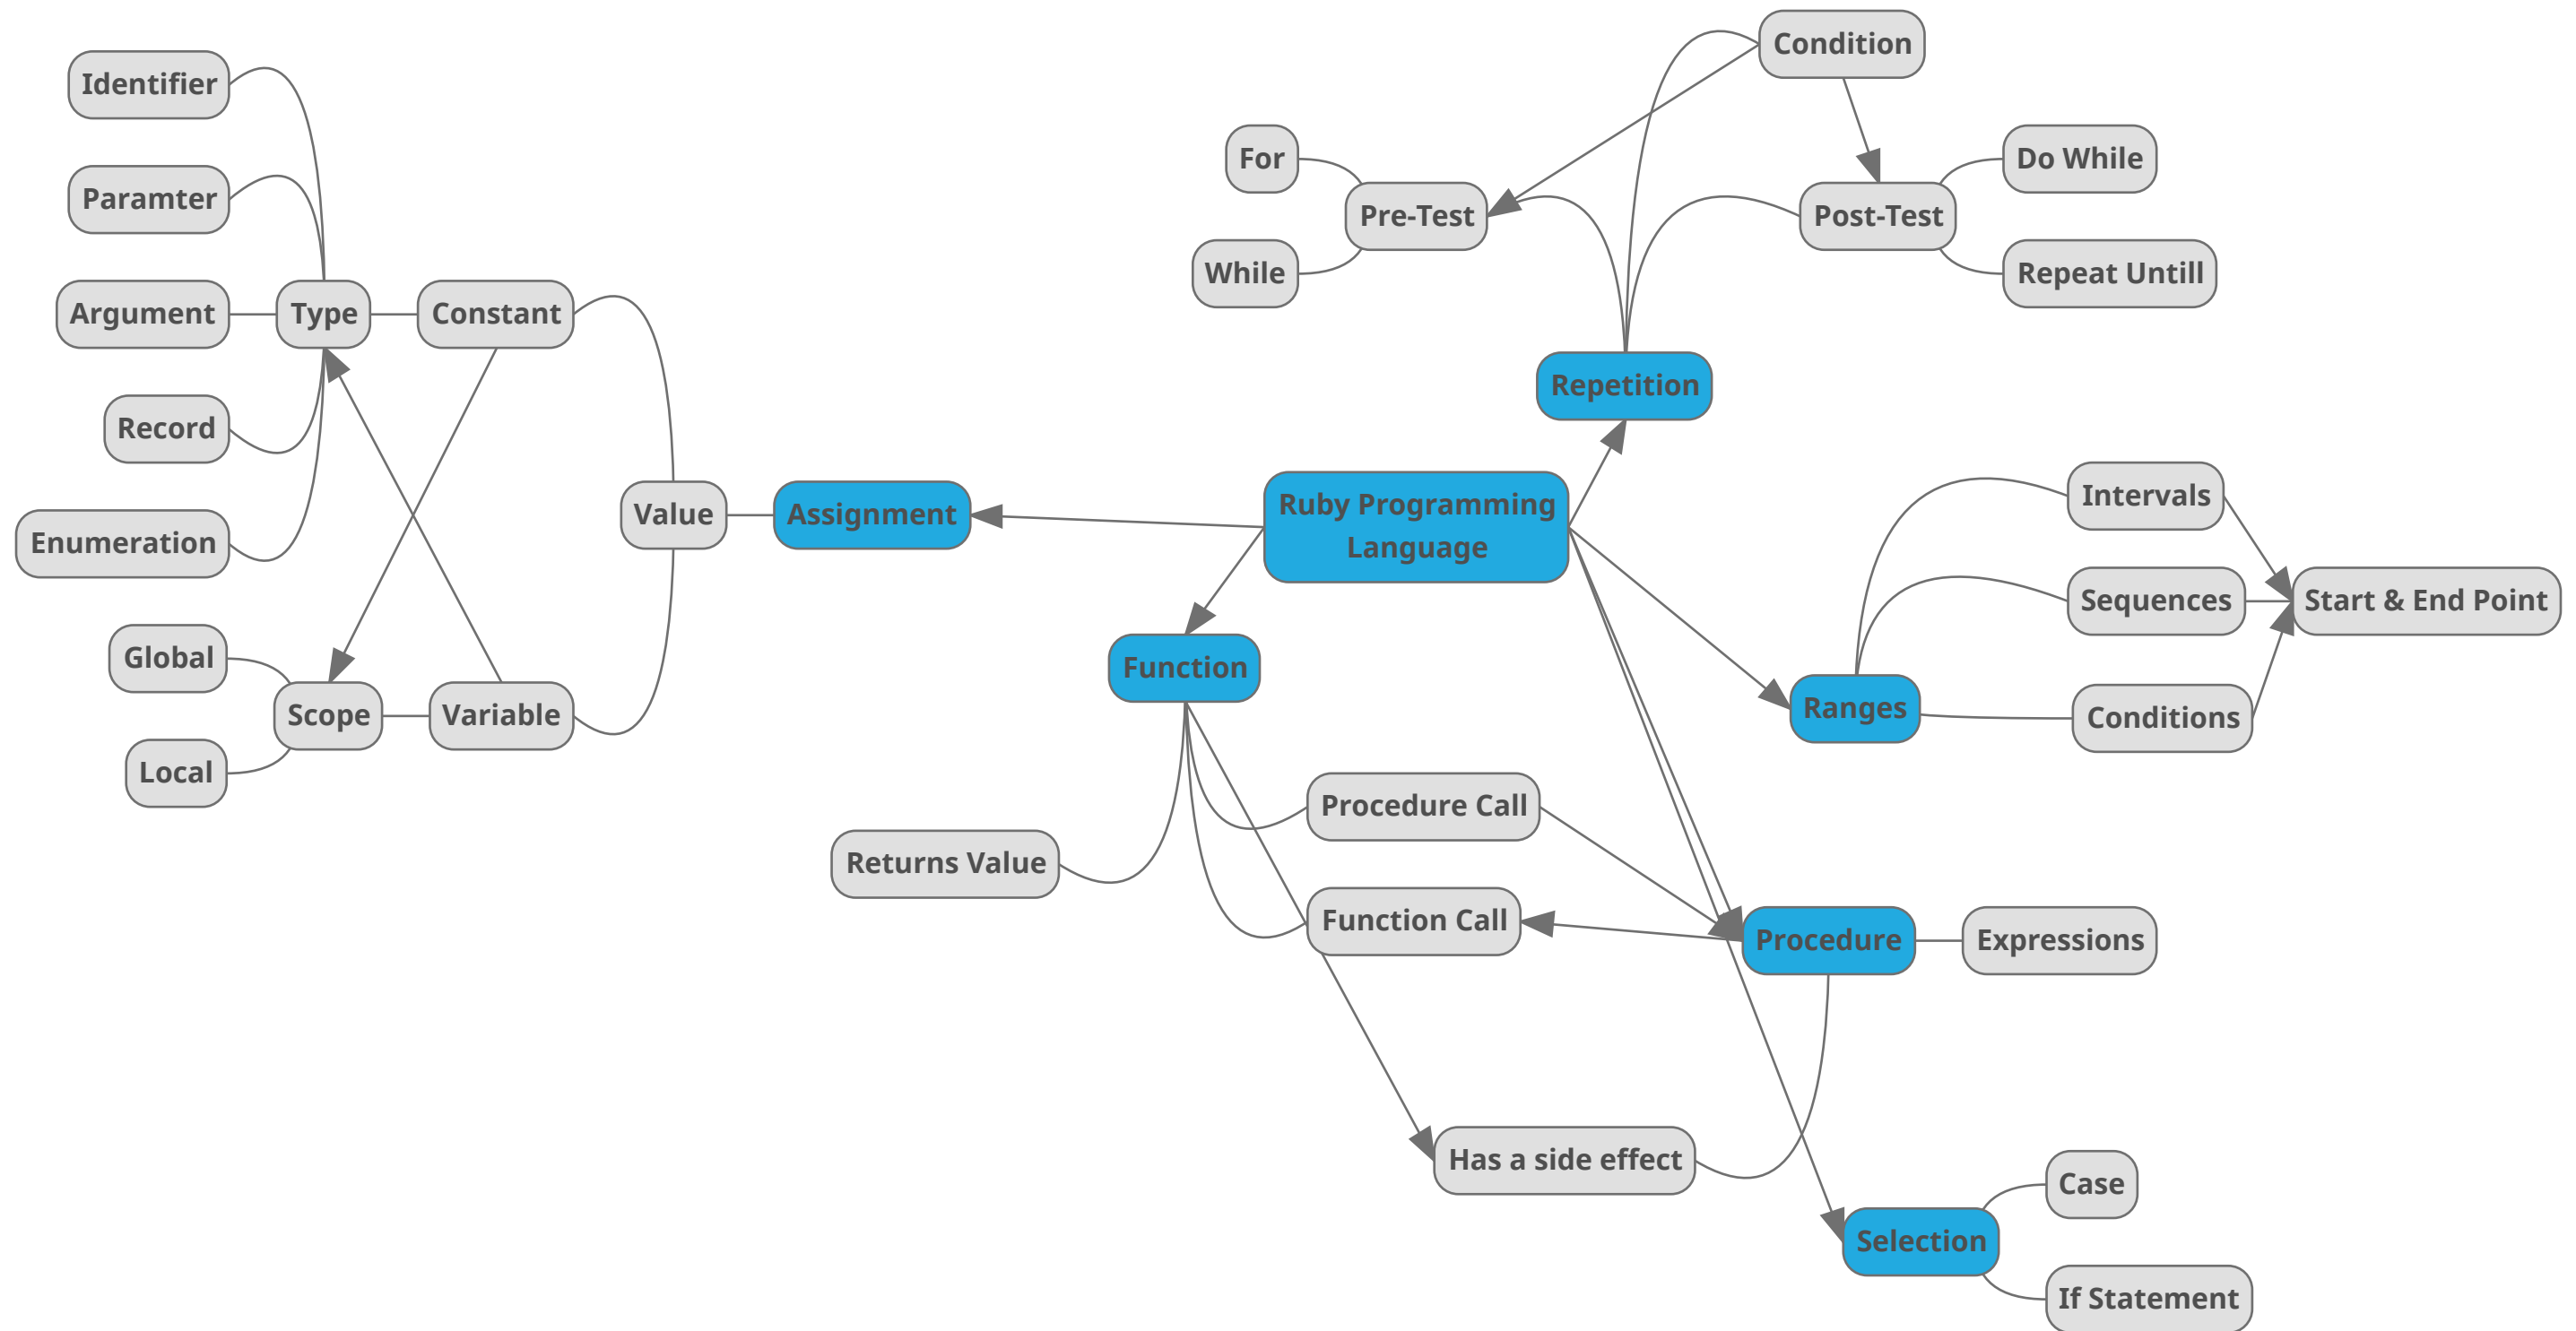 Condition
Identifier
For
Do While
Paramter
Pre-Test
Post-Test
While
Repeat Untill
Argument
Type
Constant
Repetition
Record
Intervals
Ruby Programming
Language
Value
Assignment
Enumeration
Sequences
Start & End Point
Global
Function
Scope
Variable
Ranges
Conditions
Local
Procedure Call
Returns Value
Function Call
Procedure
Expressions
Has a side effect
Case
Selection
If Statement